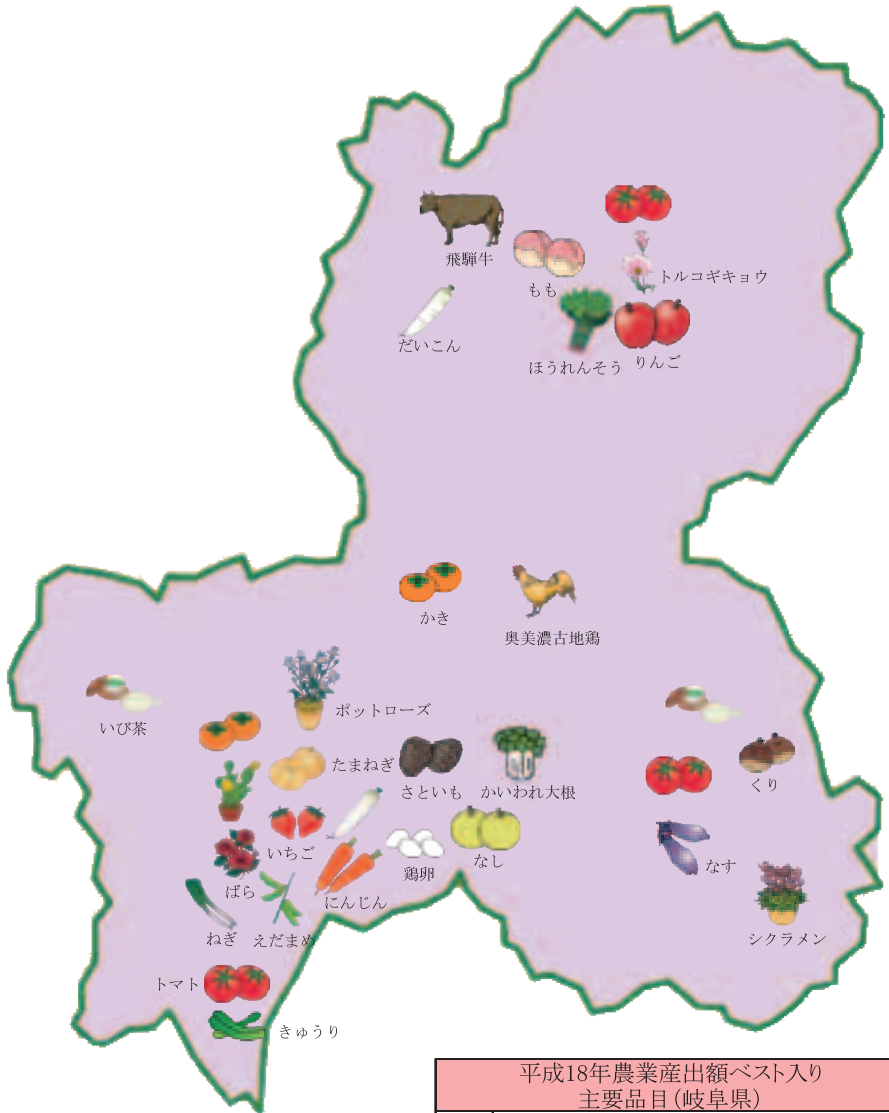 飛騨牛
もも
トルコギキョウ
だいこん
ほうれんそう
りんご
かき
奥美濃古地鶏
いび茶
ポットローズ
たまねぎ
さといも
かいわれ大根
くり
いちご
鶏卵
なし
なす
ばら
にんじん
ねぎ
えだまめ
シクラメン
トマト
きゅうり
平成18年農業産出額ベスト入り
主要品目(岐阜県)